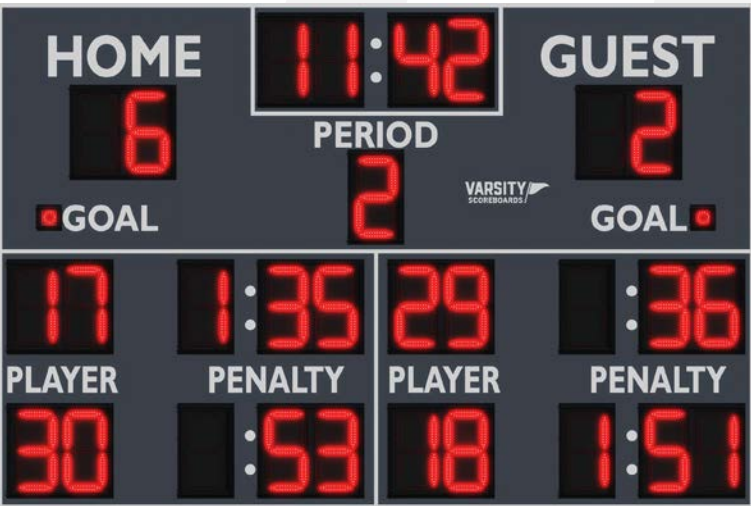 HOME 11:42 GUEST
6 PERIOD 2
2
VARSITY
SCOREBOARDS
GOAL GOAL
17 1:35 29 :36
PLAYER PENALTY PLAYER PENALTY
30 :53 18 1:51